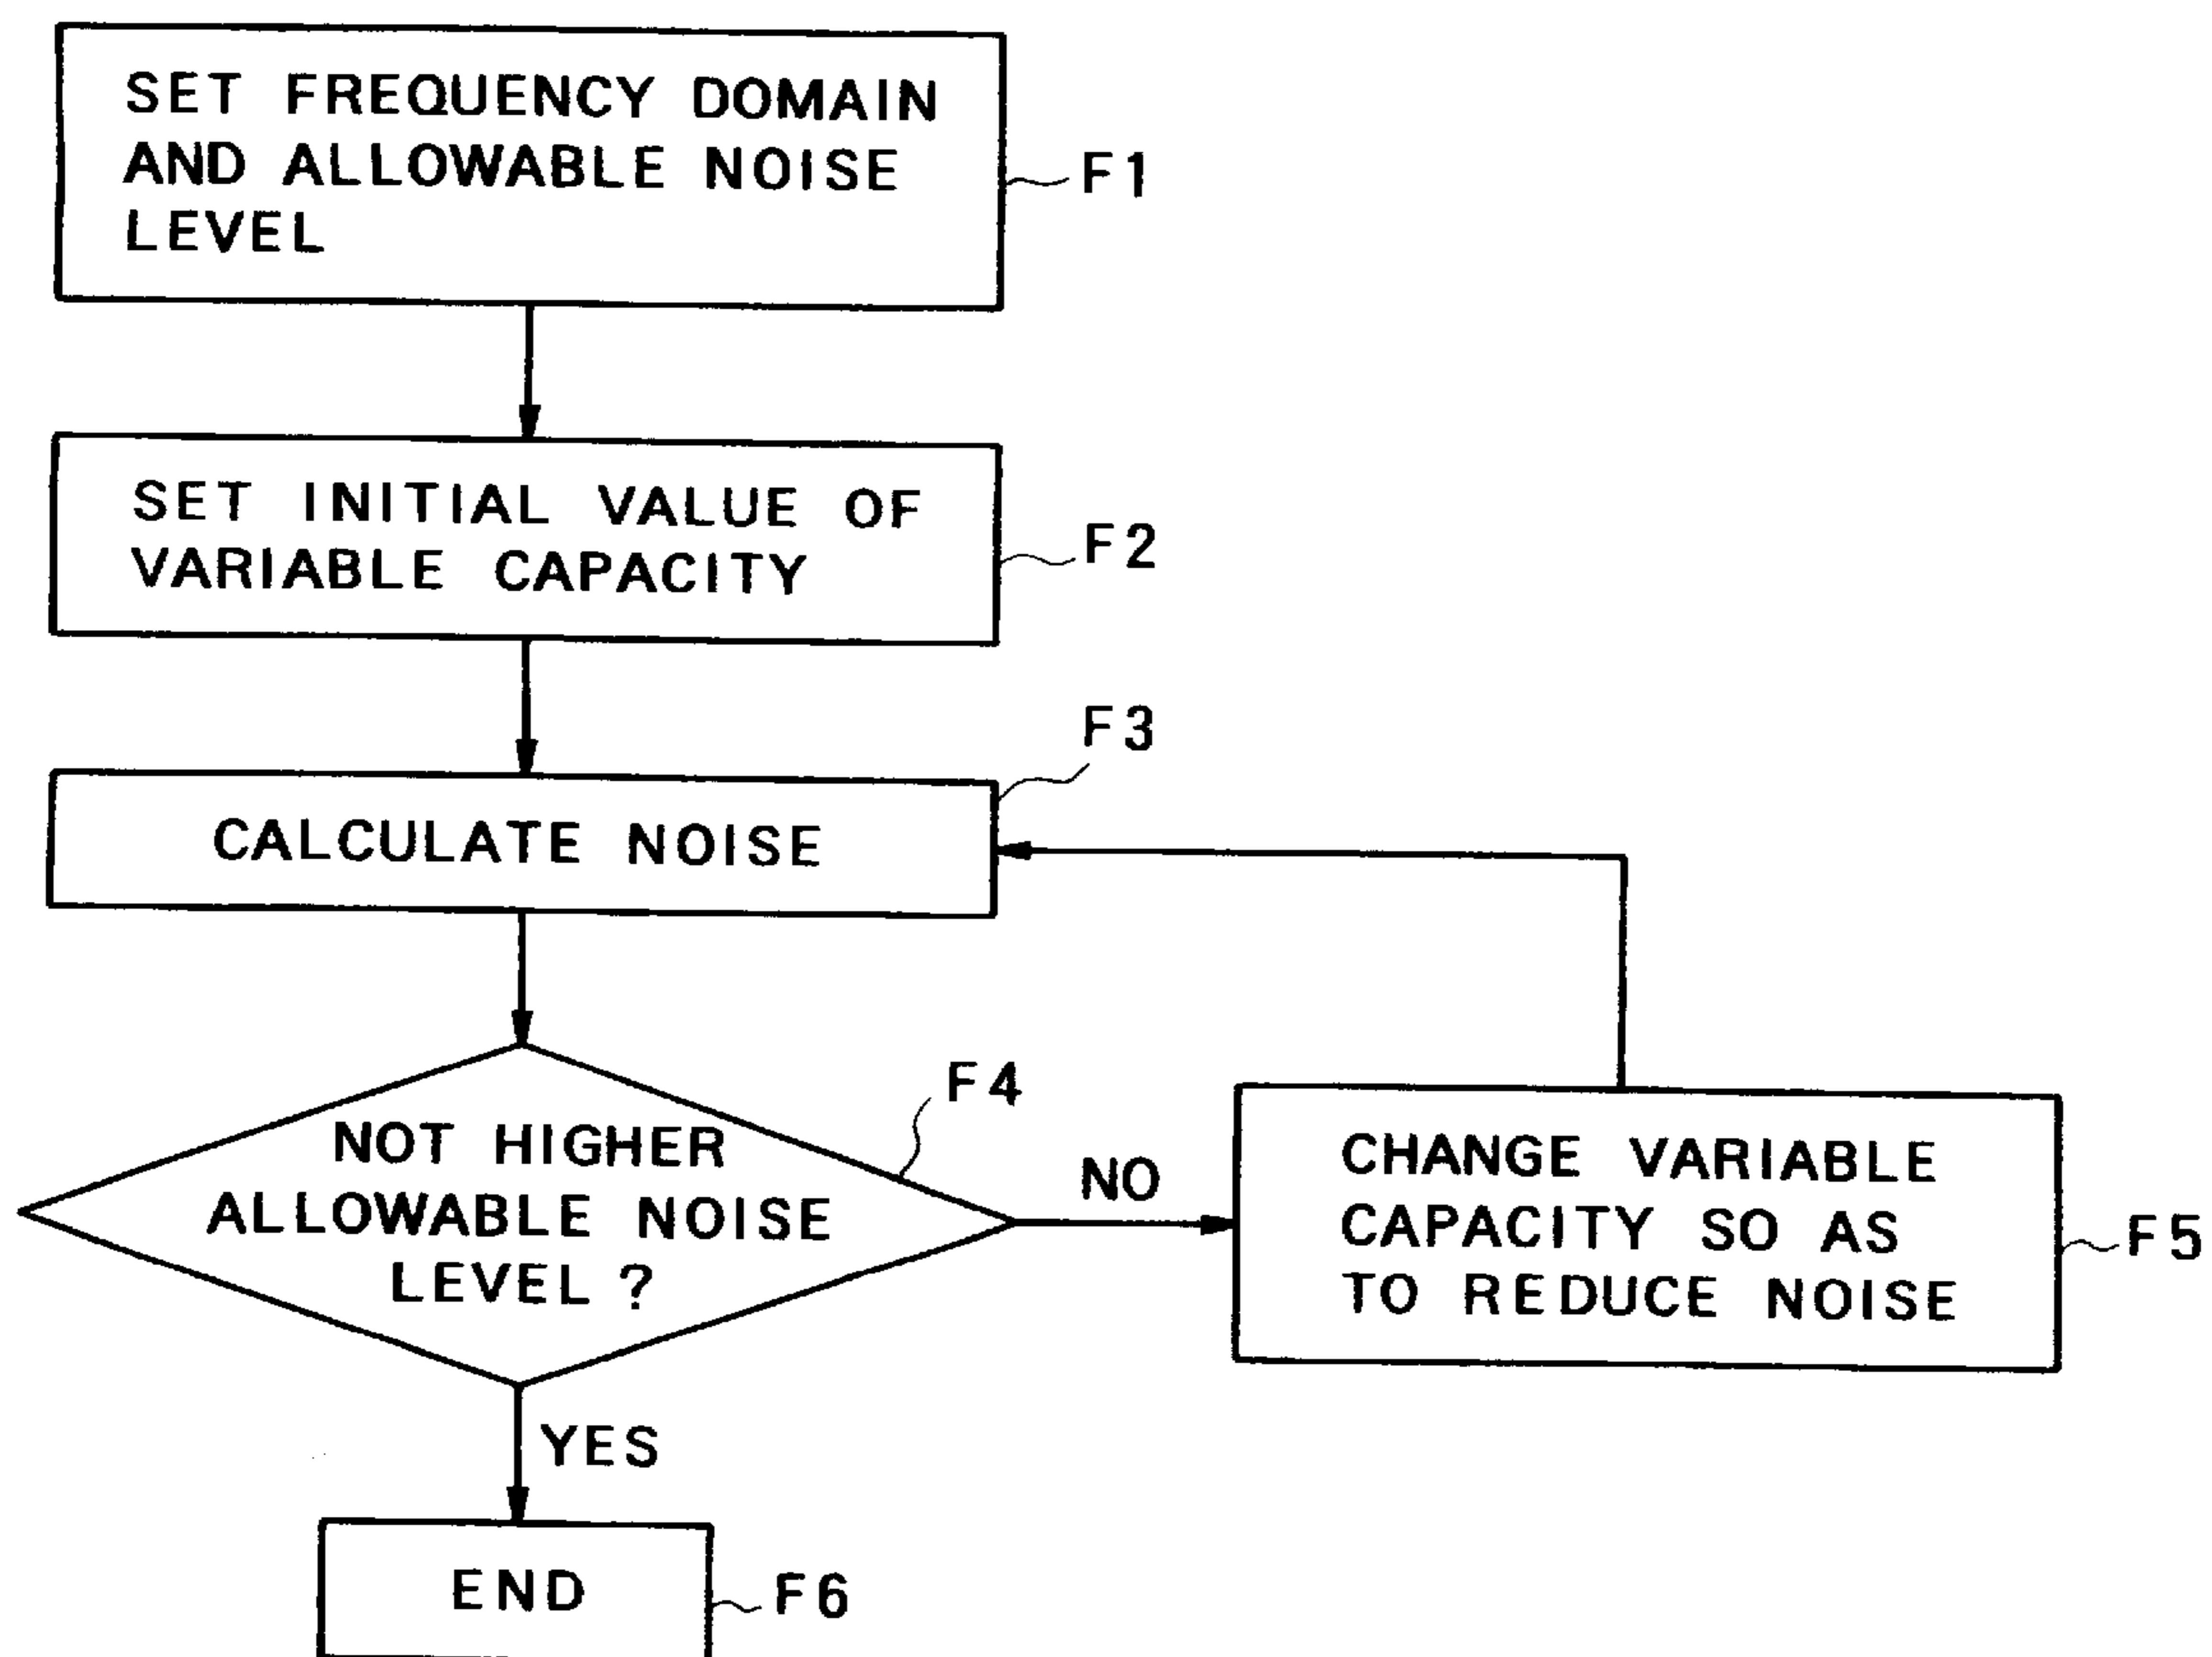 SET FREQUENCY DOMAIN
AND ALLOWABLE NOISE
LEVEL
F1
SET INITIAL VALUE OF
VARIABLE CAPACITY
F2
F3
CALCULATE NOISE
F4
NOT HIGHER
ALLOWABLE NOISE
LEVEL ?
NO
CHANGE VARIABLE
CAPACITY SO AS
TO REDUCE NOISE
F5
YES
END
F6